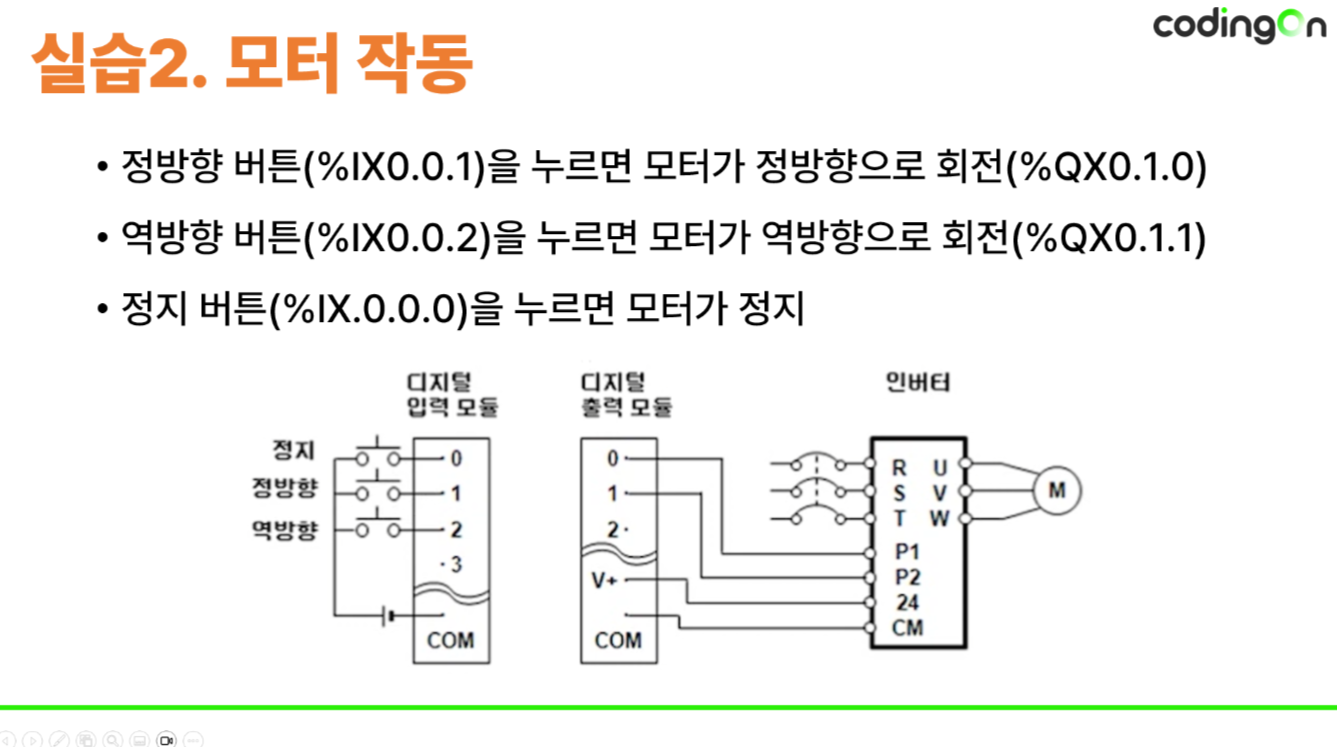 codingOn
실습2. 모터 작동
• 정방향 버튼(%IX0.0.1)을 누르면 모터가 정방향으로 회전(%QX0.1.0)
• 역방향 버튼(%IX0.0.2)을 누르면 모터가 역방향으로 회전(%QX0.1.1)
• 정지 버튼(%IX.0.0.0)을 누르면 모터가 정지
디지털
입력 모듈
정지
정방향
역방향
0
1
2
3
COM
디지털
출력 모듈
0
1
2
V+
COM
인버터
R U
S V
T W
P1
P2
24
CM
M